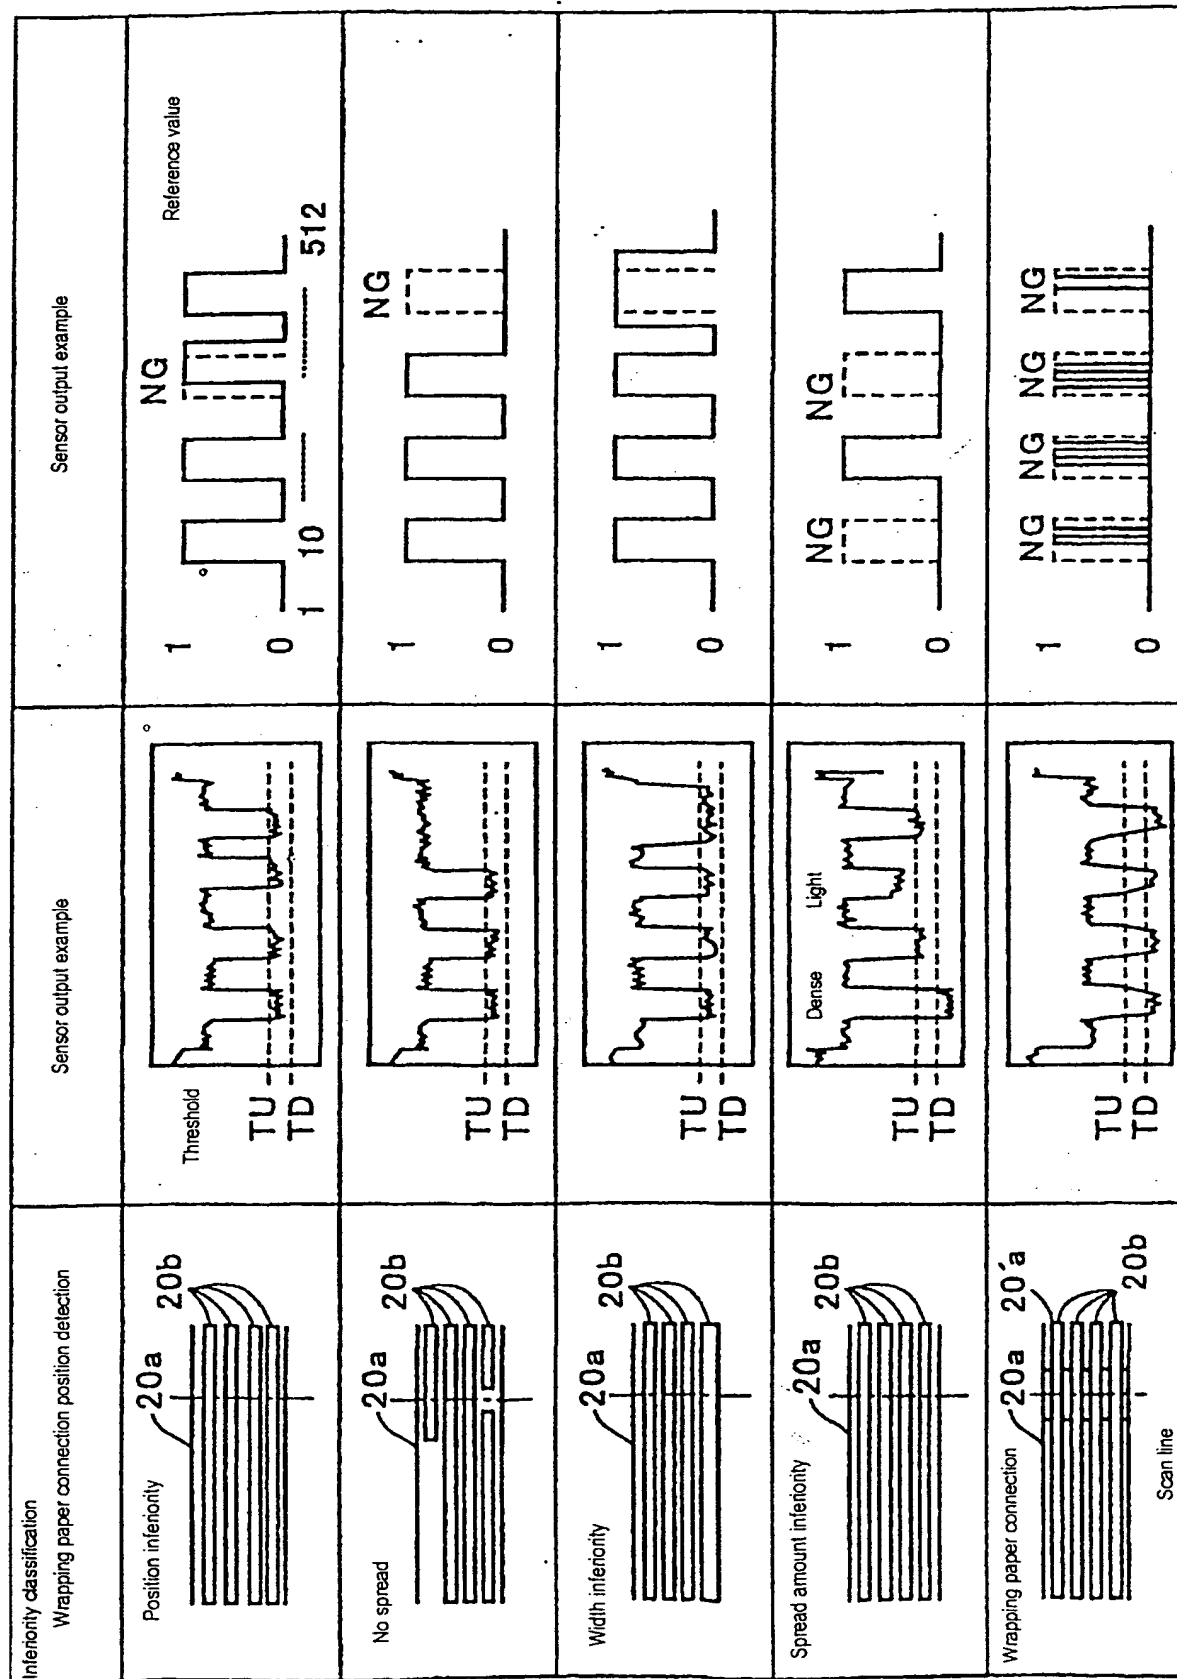 Inferiority classification
Wrapping paper connection position detection
Sensor output example
Sensor output example
Position inferiority
20a
20b
Threshold
TU
TD
1
0
NG
Reference value
1 10 512
No spread
20a
20b
TU
TD
1
0
NG
Width inferiority
20a
20b
TU
TD
1
0
Spread amount inferiority
20a
20b
Dense Light
TU
TD
1
0
NG NG
Wrapping paper connection
20a 20'a
20b
Scan line
TU
TD
1
0
NG NG NG NG